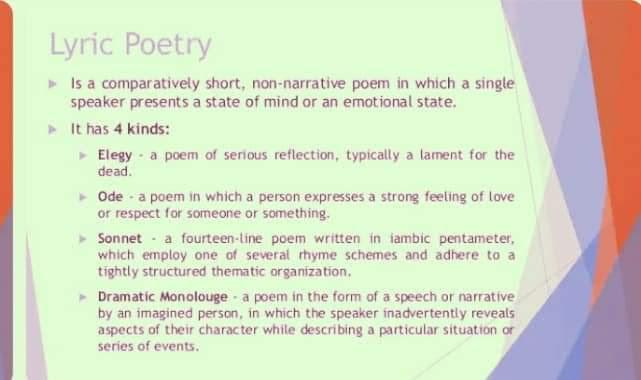 Lyric Poetry
Is a comparatively short, non-narrative poem in which a single
speaker presents a state of mind or an emotional state.
It has 4 kinds:
Elegy - a poem of serious reflection, typically a lament for the
dead.
Ode - a poem in which a person expresses a strong feeling of love
or respect for someone or something.
Sonnet - a fourteen-line poem written in iambic pentameter,
which employ one of several rhyme schemes and adhere to a
tightly structured thematic organization.
Dramatic Monolouge - a poem in the form of a speech or narrative
by an imagined person, in which the speaker inadvertently reveals
aspects of their character while describing a particular situation or
series of events.